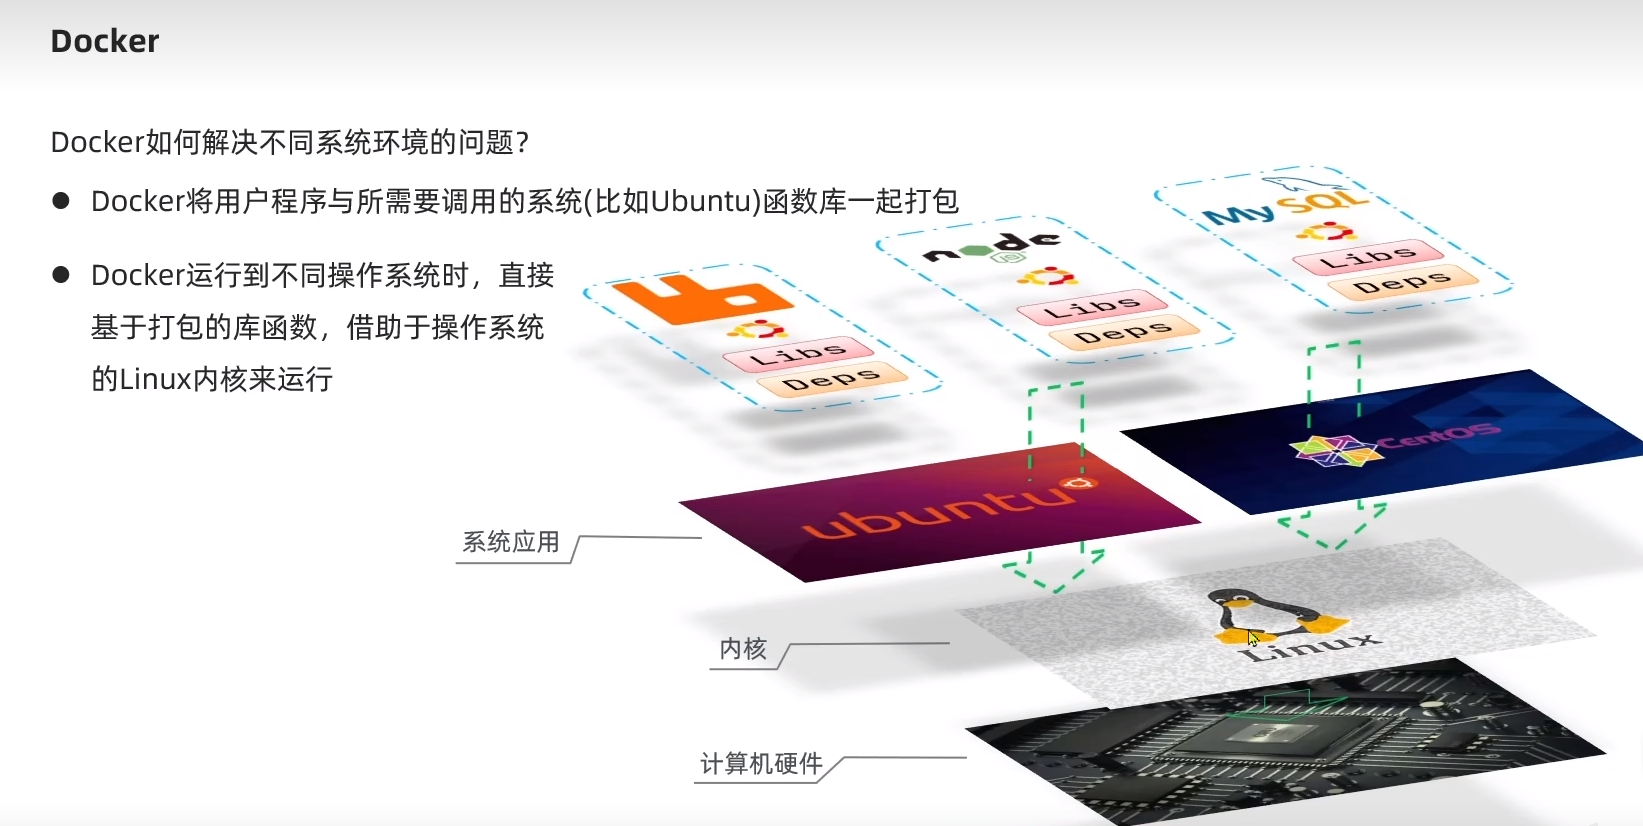 Docker
Docker如何解决不同系统环境的问题？
Docker将用户程序与所需要调用的系统(比如Ubuntu)函数库一起打包
Docker运行到不同操作系统时，直接
基于打包的库函数，借助于操作系统
的Linux内核来运行
MySQL
Libs
Deps
node
JS
Libs
Deps
Libs
Deps
CentOS
ubuntu
系统应用
内核
Linux
计算机硬件